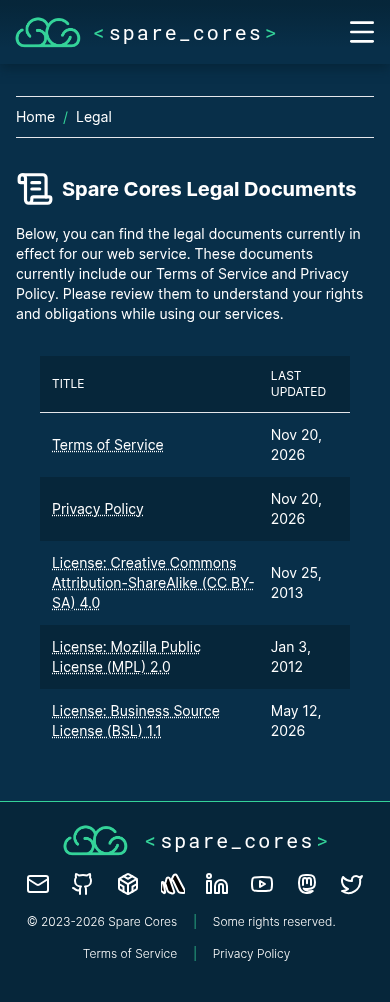 <spare_cores>
Home / Legal
Spare Cores Legal Documents
Below, you can find the legal documents currently in
effect for our web service. These documents
currently include our Terms of Service and Privacy
Policy. Please review them to understand your rights
and obligations while using our services.
TITLE
LAST
UPDATED
Terms of Service
Nov 20,
2026
Privacy Policy
Nov 20,
2026
License: Creative Commons
Attribution-ShareAlike (CC BY-
SA) 4.0
Nov 25,
2013
License: Mozilla Public
License (MPL) 2.0
Jan 3,
2012
License: Business Source
License (BSL) 1.1
May 12,
2026
<spare_cores>
© 2023-2026 Spare Cores | Some rights reserved.
Terms of Service | Privacy Policy